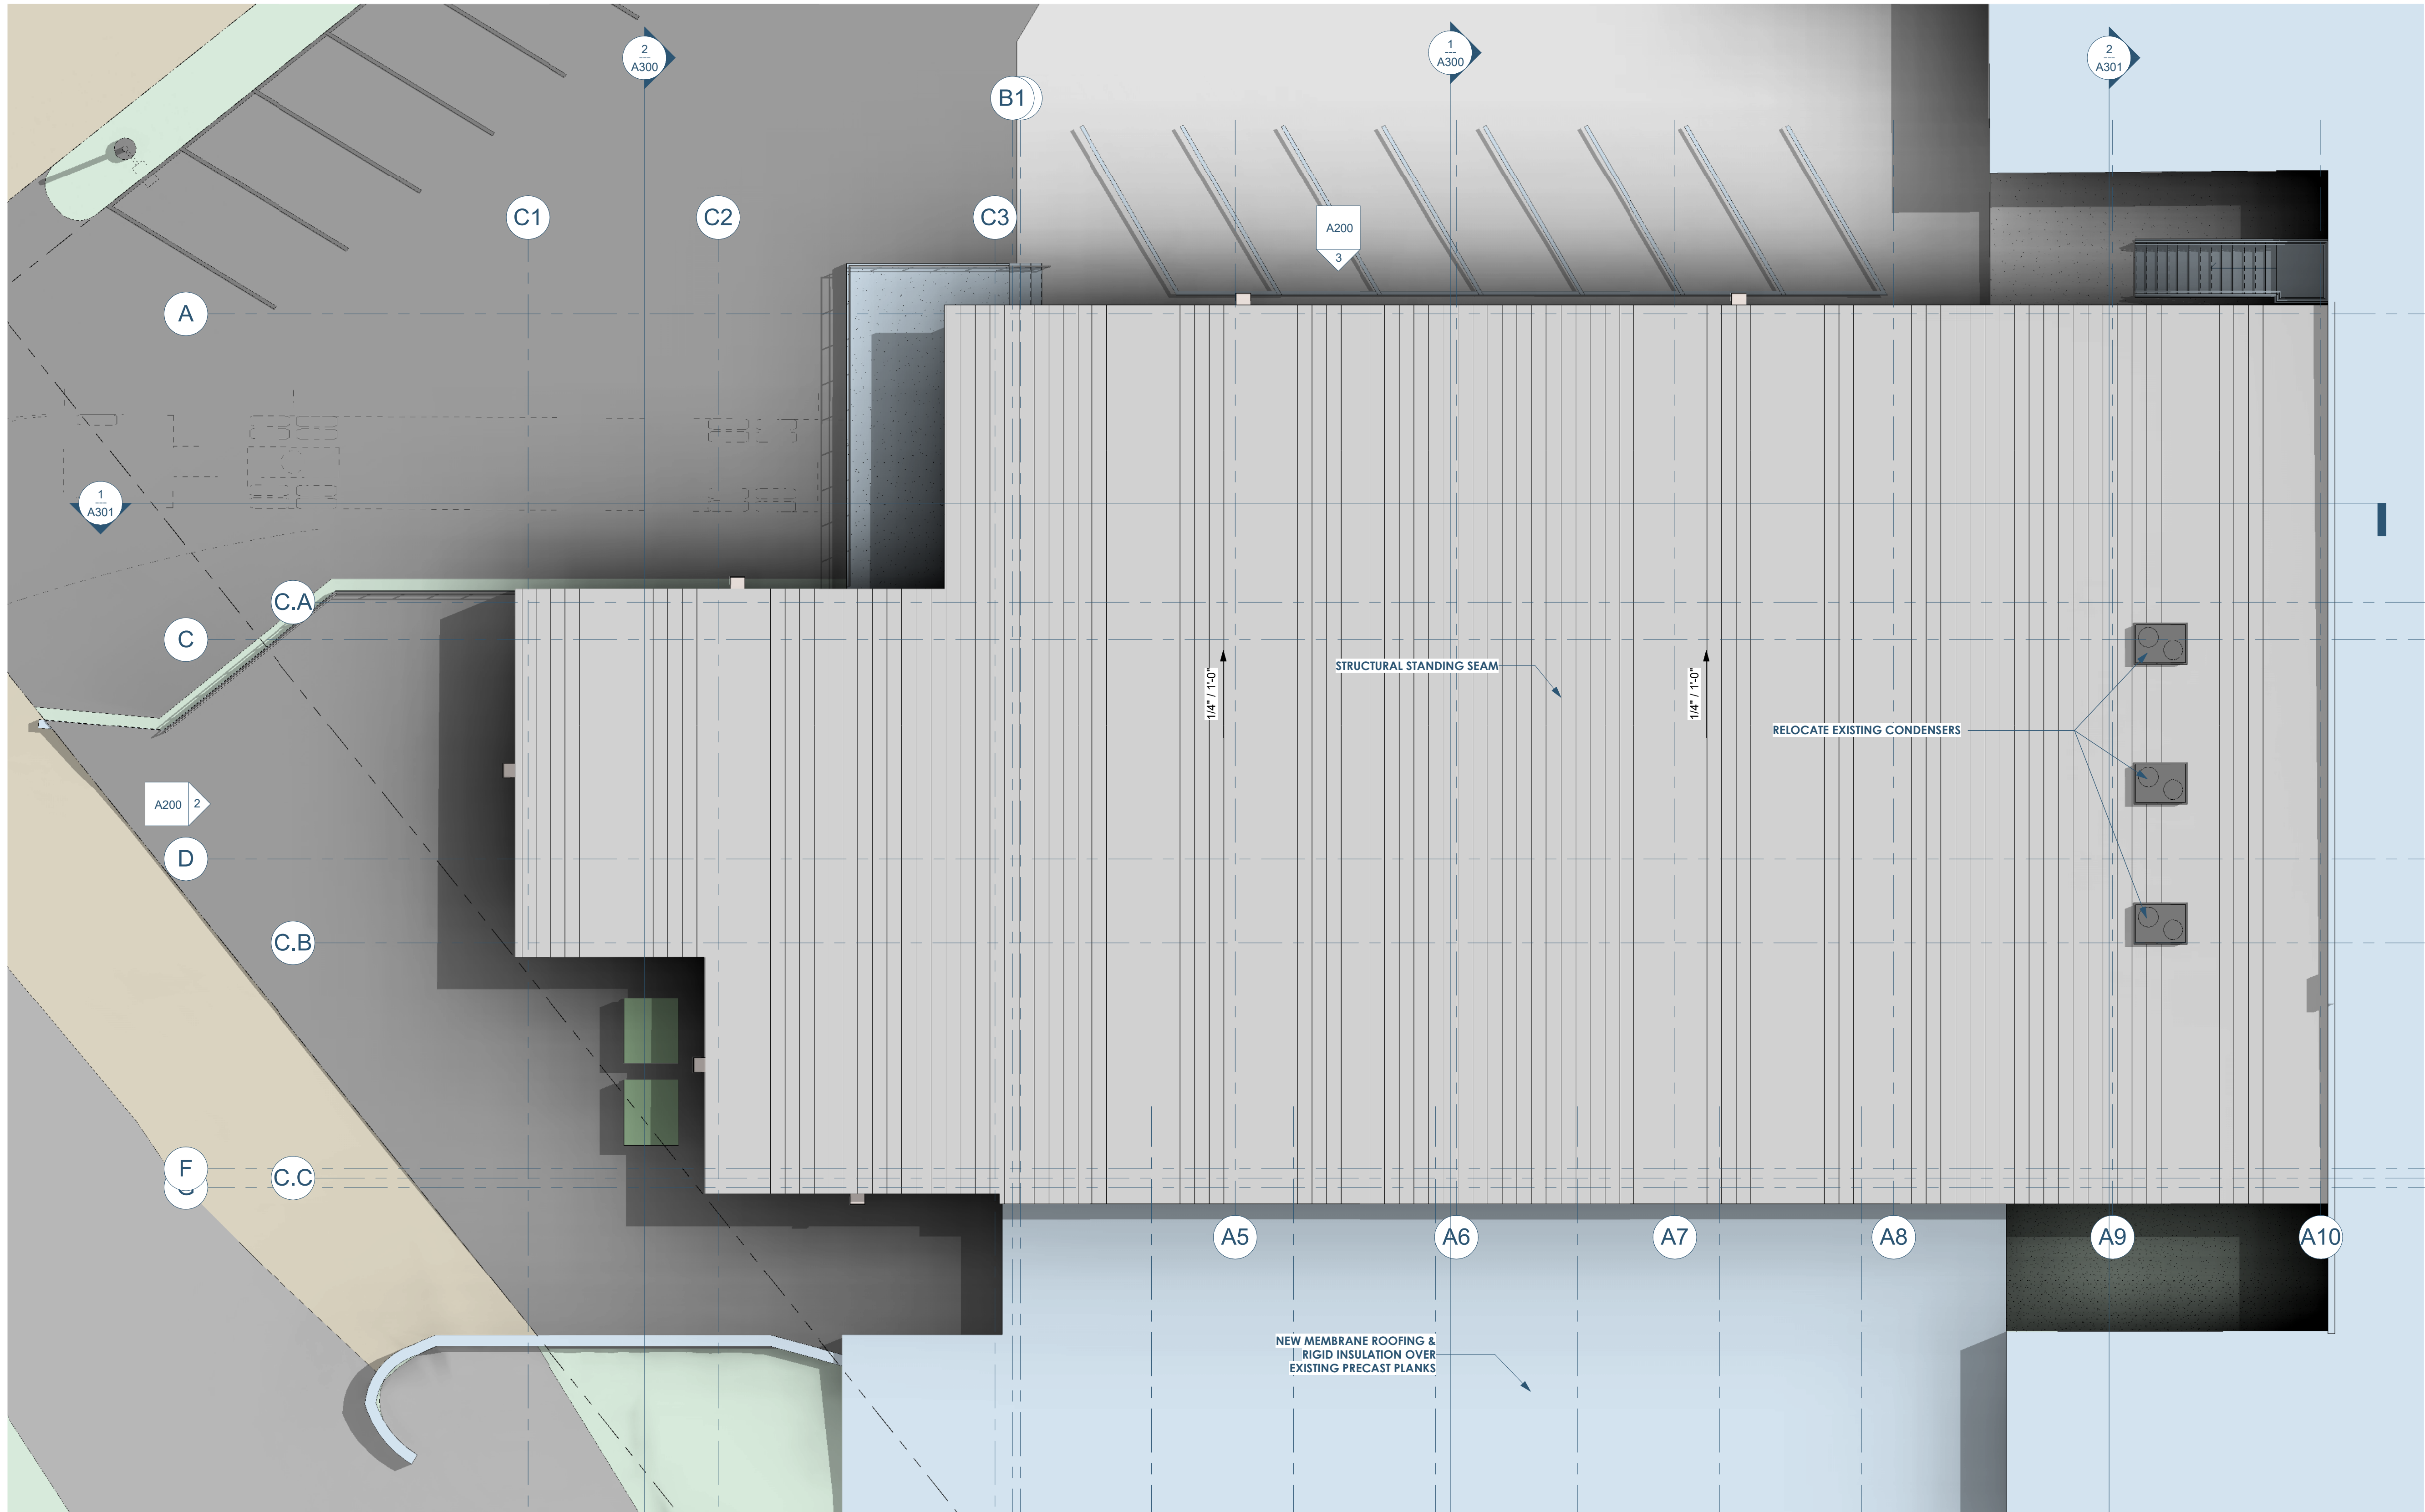 2
A300
1
A300
2
A301
B1
C1
C2
C3
A200
3
A
1
A301
C.A
C
STRUCTURAL STANDING SEAM
1/4" / 1'-0"
1/4" / 1'-0"
RELOCATE EXISTING CONDENSERS
A200 2
D
C.B
F
C.C
A5
A6
A7
A8
A9
A10
NEW MEMBRANE ROOFING &
RIGID INSULATION OVER
EXISTING PRECAST PLANKS